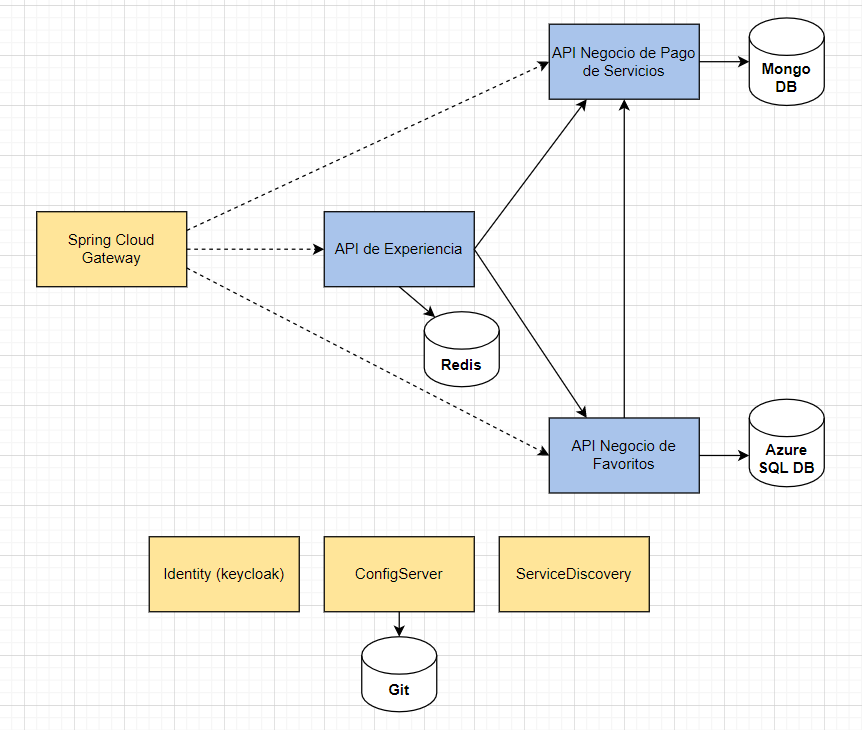 API Negocio de Pago
de Servicios
Mongo
DB
Spring Cloud
Gateway
API de Experiencia
Redis
API Negocio de
Favoritos
Azure
SQL DB
Identity (keycloak)
ConfigServer
ServiceDiscovery
Git